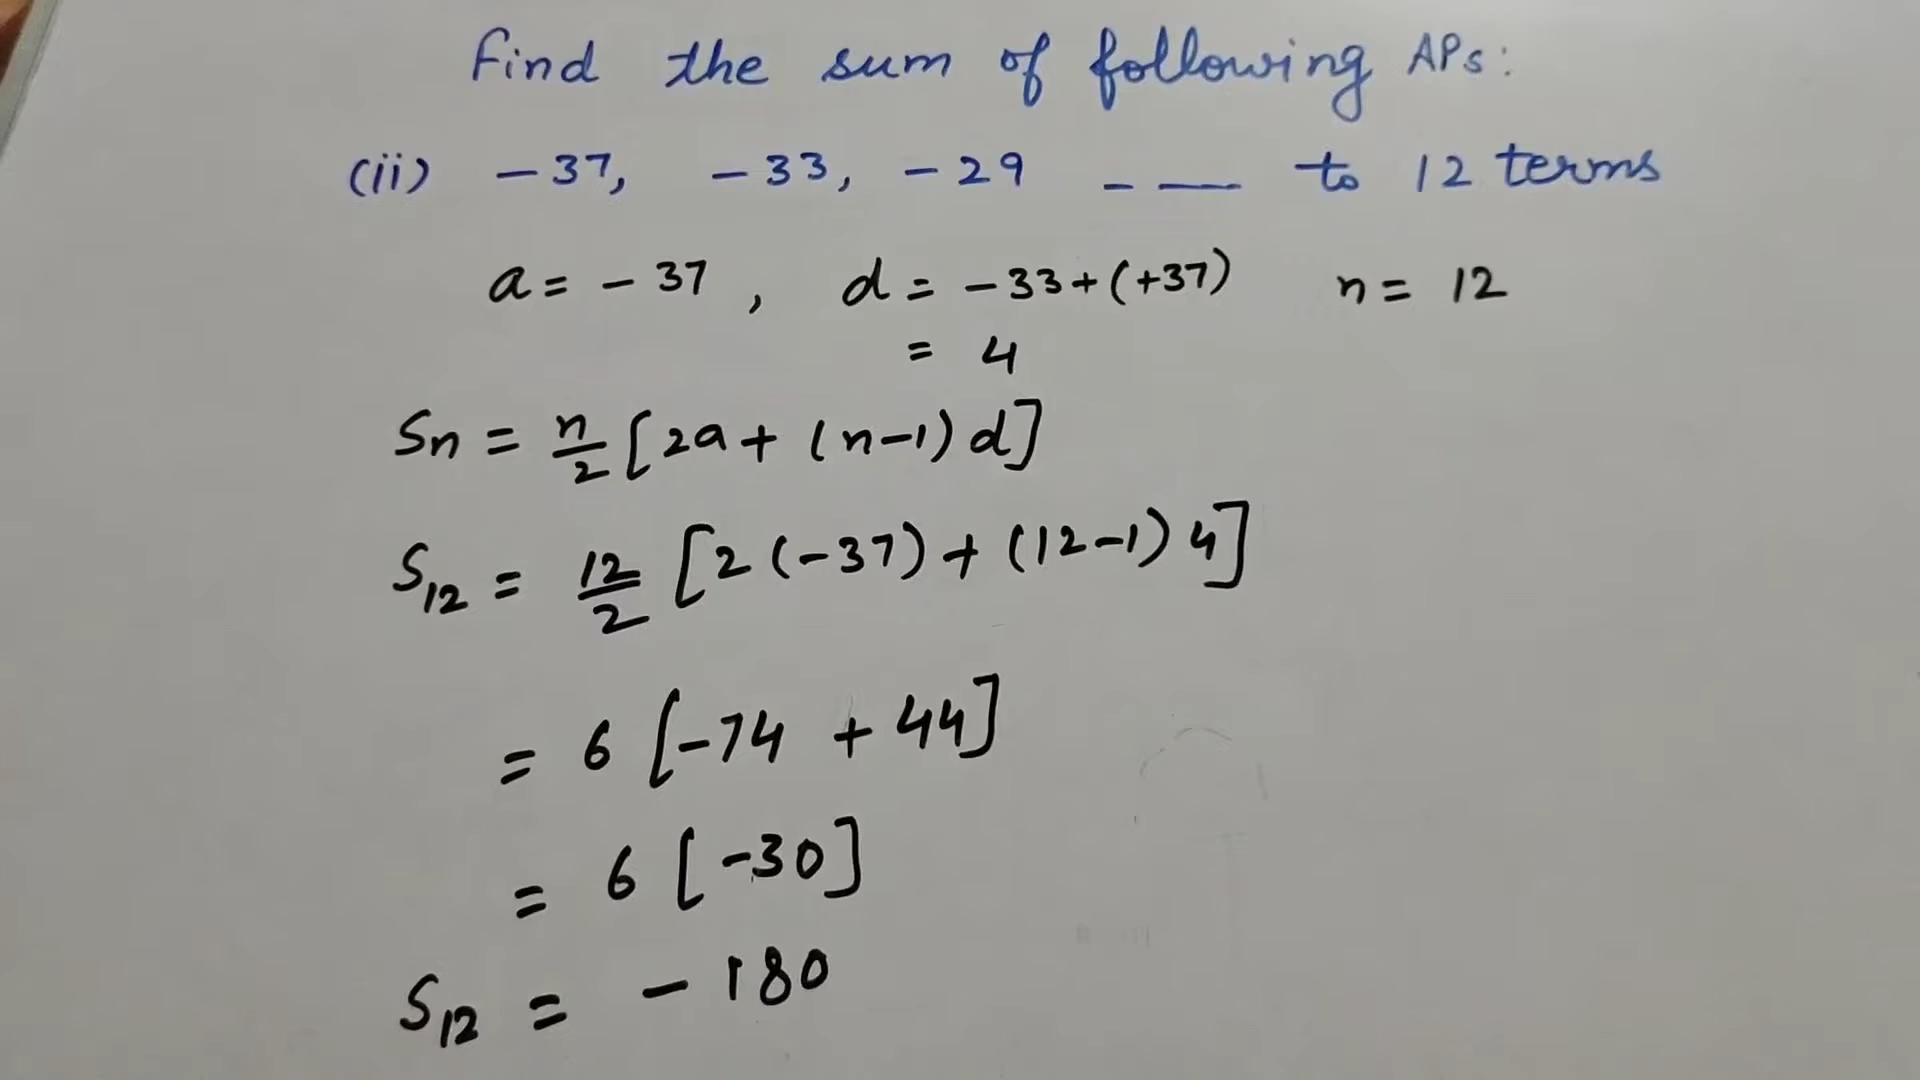 Find the sum of following APs:
(ii) -37, -33, -29 - — to 12 terms
a = -37, d = -33+(+37) n = 12
= 4
Sn = n/2 [2a + (n-1) d]
S12 = 12/2 [2(-37) + (12-1) 4]
= 6 [-74 + 44]
= 6 [-30]
S12 = - 180